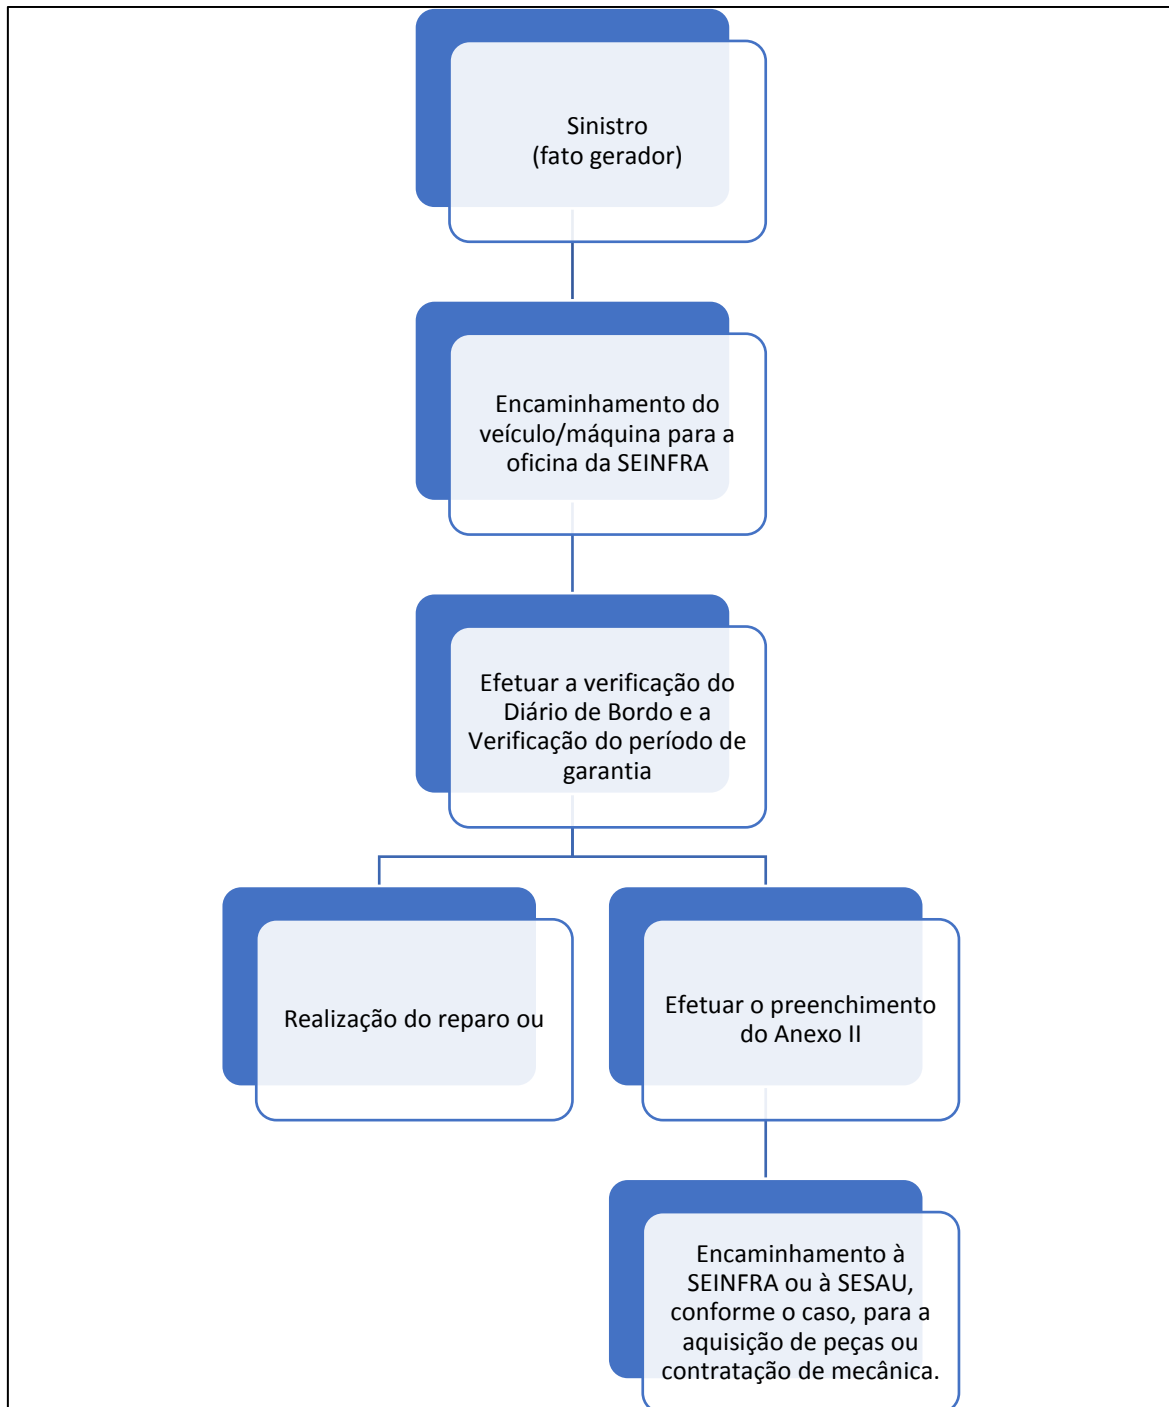 Sinistro
(fato gerador)
Encaminhamento do
veículo/máquina para a
oficina da SEINFRA
Efetuar a verificação do
Diário de Bordo e a
Verificação do período de
garantia
Realização do reparo ou
Efetuar o preenchimento
do Anexo II
Encaminhamento à
SEINFRA ou à SESAU,
conforme o caso, para a
aquisição de peças ou
contratação de mecânica.